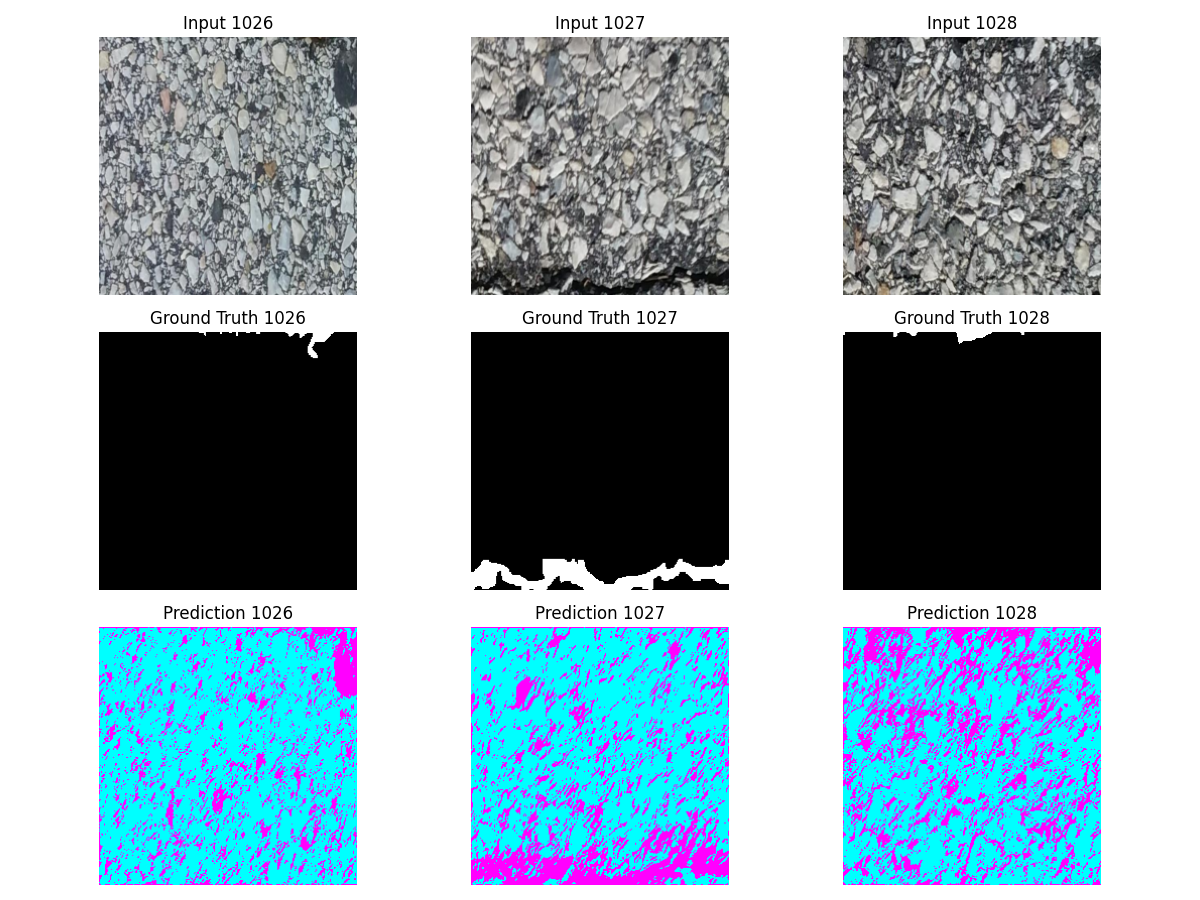 Input 1026
Input 1027
Input 1028
Ground Truth 1026
Ground Truth 1027
Ground Truth 1028
Prediction 1026
Prediction 1027
Prediction 1028